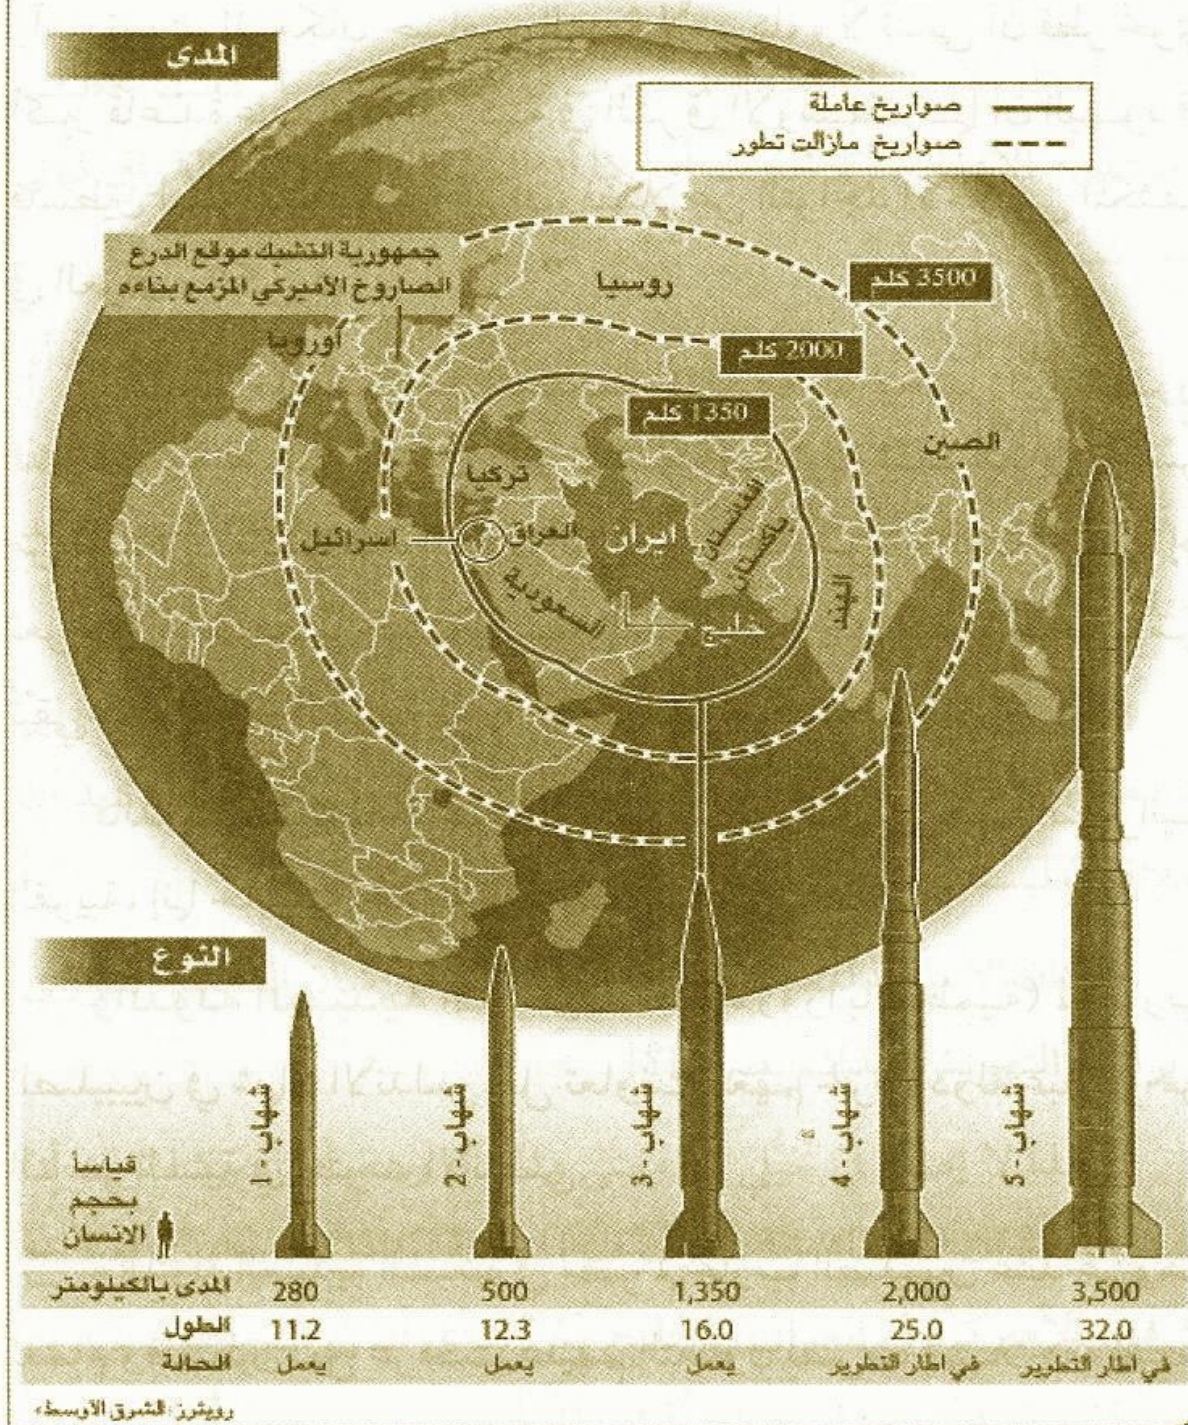 المدى
صواريخ عاملة
صواريخ مازالت تطور
جمهورية التشيك موقع الدرع
الصاروخ الأميركي المزمع بناءه
أوروبا
روسيا
3500 كلم
2000 كلم
1350 كلم
الصين
تركيا
اسرائيل
العراق
ايران
افغانستان
باكستان
الهند
السعودية
خليج
النوع
شهاب - 1
شهاب - 2
شهاب - 3
شهاب - 4
شهاب - 5
قياساً
بحجم
الانسان
المدى بالكيلومتر 280 500 1,350 2,000 3,500
الطول 11.2 12.3 16.0 25.0 32.0
الحالة يعمل يعمل يعمل في اطار التطوير في اطار التطوير
رويترز: الشرق الأوسط